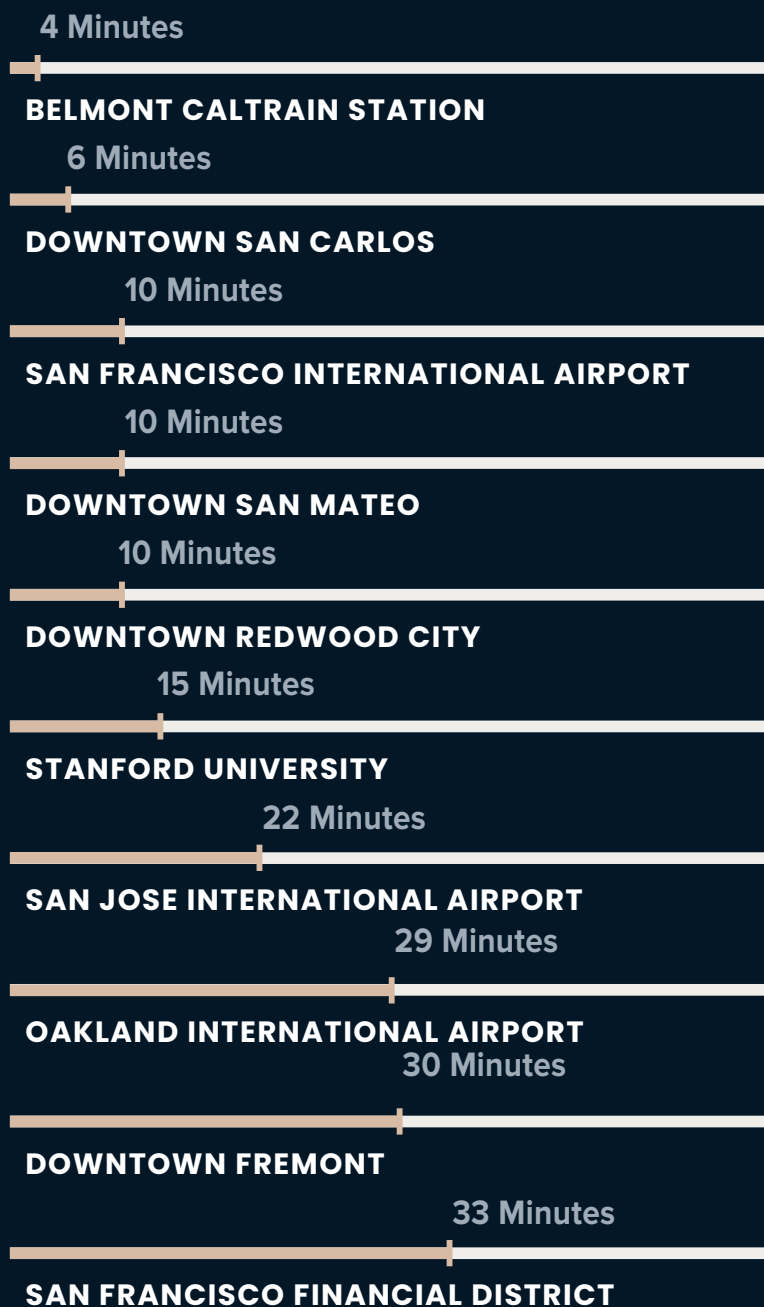 4 Minutes
BELMONT CALTRAIN STATION
6 Minutes
DOWNTOWN SAN CARLOS
10 Minutes
SAN FRANCISCO INTERNATIONAL AIRPORT
10 Minutes
DOWNTOWN SAN MATEO
10 Minutes
DOWNTOWN REDWOOD CITY
15 Minutes
STANFORD UNIVERSITY
22 Minutes
SAN JOSE INTERNATIONAL AIRPORT
29 Minutes
OAKLAND INTERNATIONAL AIRPORT
30 Minutes
DOWNTOWN FREMONT
33 Minutes
SAN FRANCISCO FINANCIAL DISTRICT